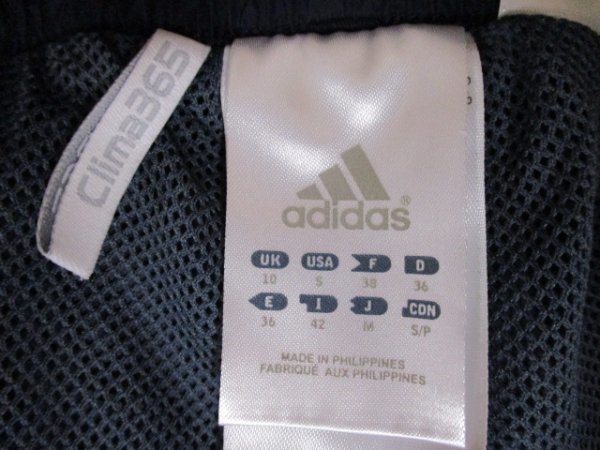 Clima365
adidas®
UK USA F D
10 S 38 36
E I J CDN
36 42 M S/P
MADE IN PHILIPPINES
FABRIQUÉ AUX PHILIPPINES